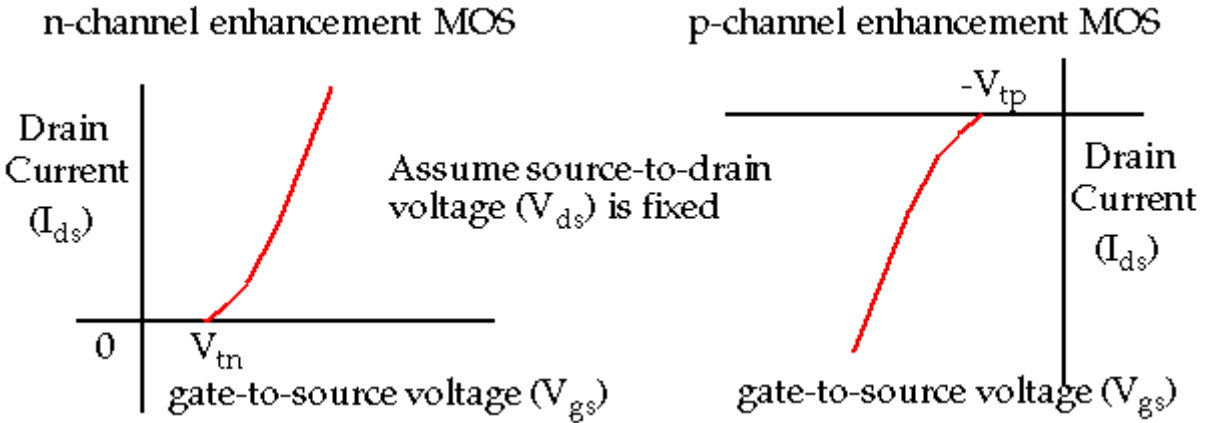 n-channel enhancement MOS
p-channel enhancement MOS
Drain
Current
(Ids)
Assume source-to-drain
voltage (Vds) is fixed
-Vtp
Drain
Current
(Ids)
0
Vtn
gate-to-source voltage (Vgs)
gate-to-source voltage (Vgs)